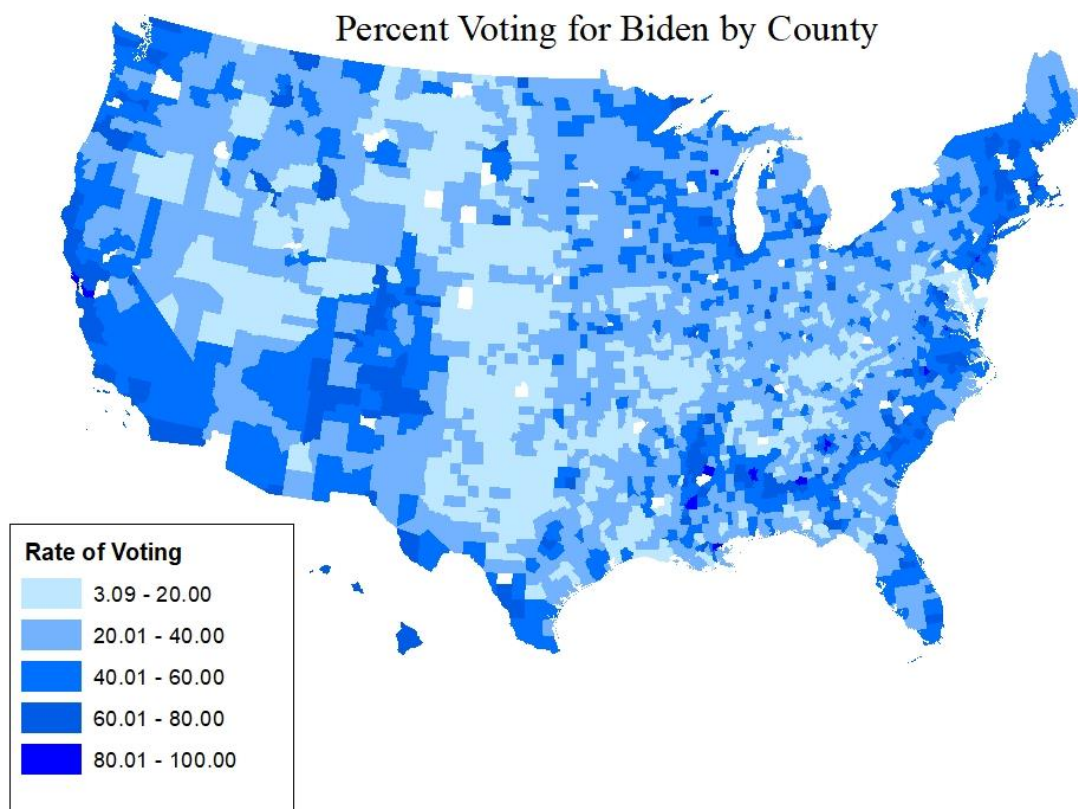 Percent Voting for Biden by County
Rate of Voting
3.09 - 20.00
20.01 - 40.00
40.01 - 60.00
60.01 - 80.00
80.01 - 100.00